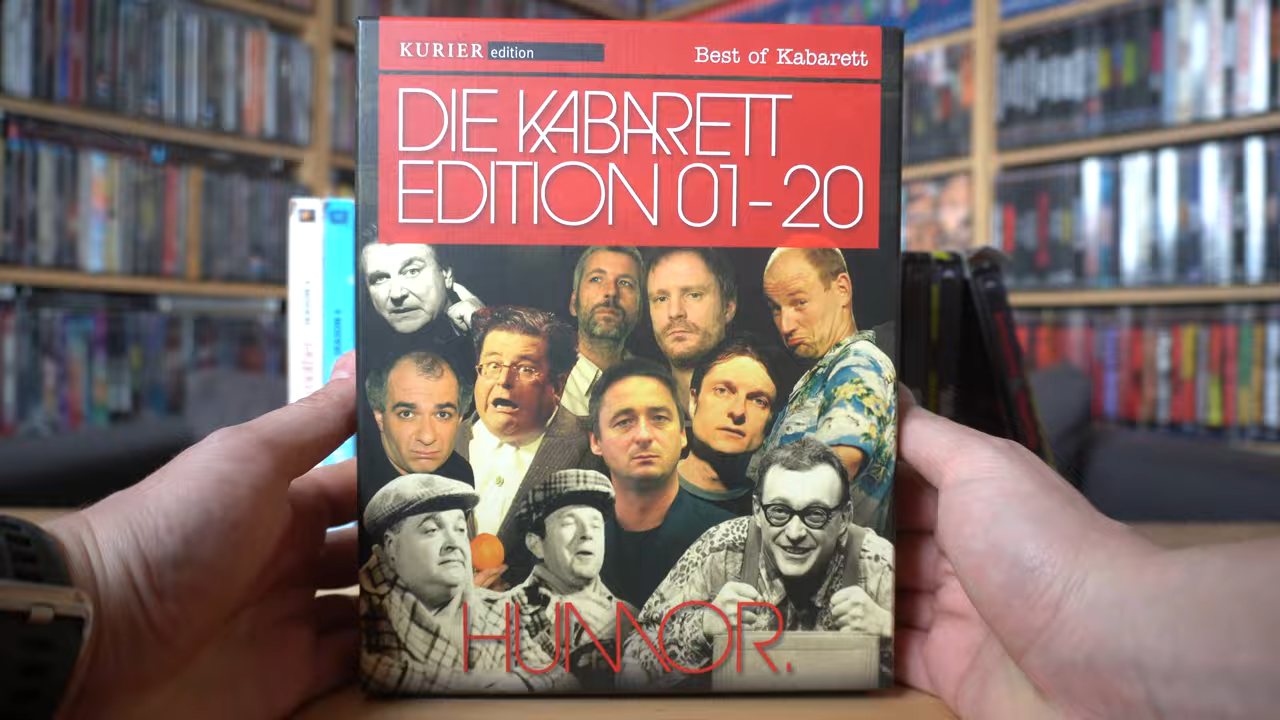 KURIER edition
Best of Kabarett
DIE KABARETT
EDITION 01-20
HUMOR.